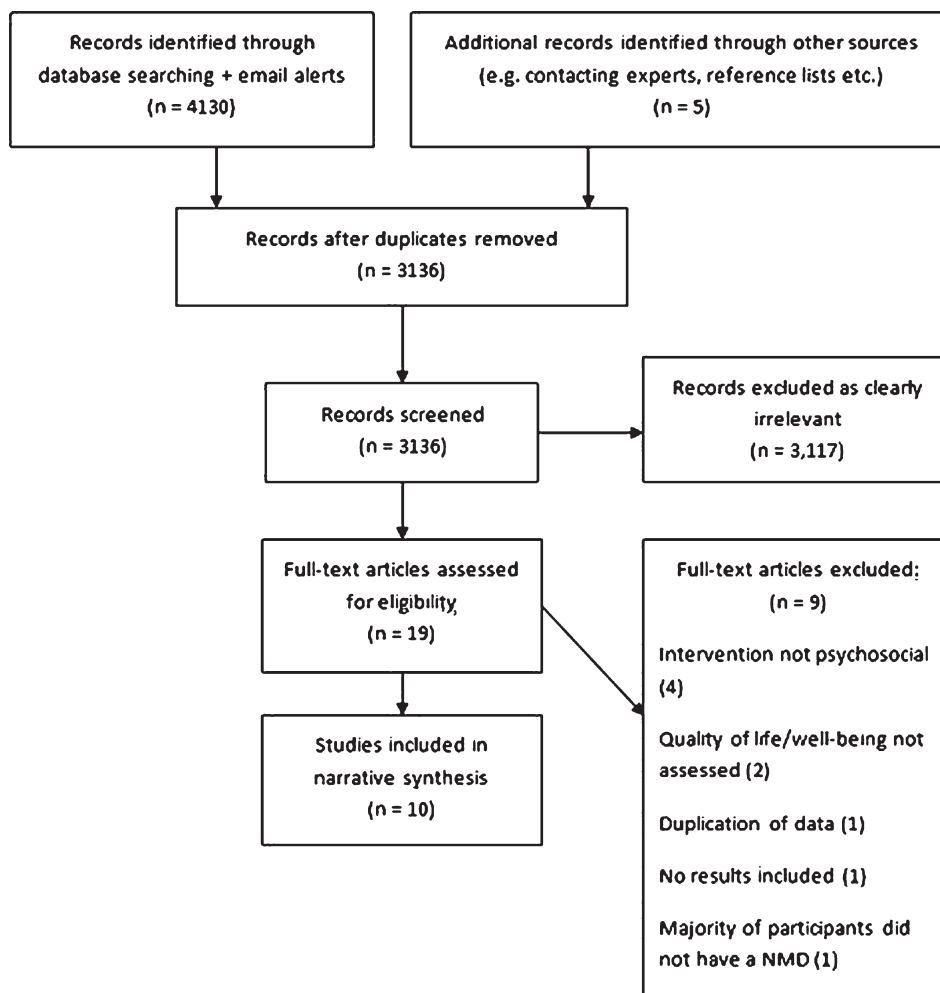 Records identified through
database searching + email alerts
(n = 4130)
Additional records identified through other sources
(e.g. contacting experts, reference lists etc.)
(n = 5)
Records after duplicates removed
(n = 3136)
Records screened
(n = 3136)
Records excluded as clearly
irrelevant
(n = 3,117)
Full-text articles assessed
for eligibility;
(n = 19)
Full-text articles excluded:
(n = 9)
Intervention not psychosocial
(4)
Quality of life/well-being not
assessed (2)
Duplication of data (1)
No results included (1)
Majority of participants did
not have a NMD (1)
Studies included in
narrative synthesis
(n = 10)